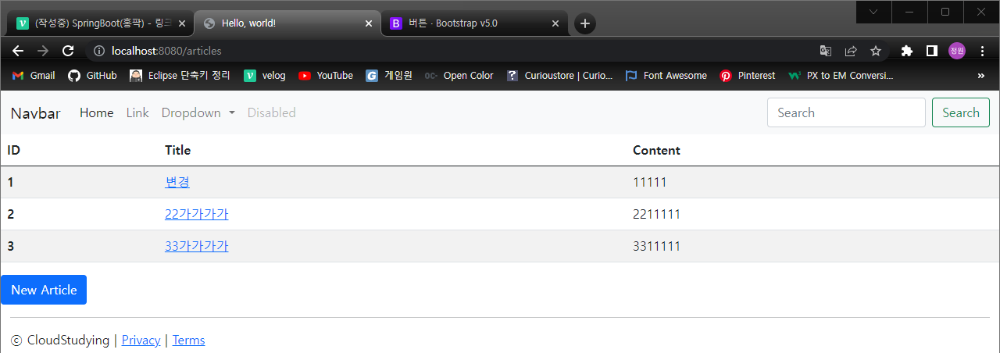 (작성중) SpringBoot(홍팍) - 링크 Hello, world! 버튼 · Bootstrap v5.0
localhost:8080/articles 정원
Gmail GitHub Eclipse 단축키 정리 velog YouTube 게임원 OC- Open Color Curioustore | Curio... Font Awesome Pinterest PX to EM Conversi... »
Navbar Home Link Dropdown Disabled Search Search
ID Title Content
1 변경 11111
2 22가가가가 2211111
3 33가가가가 3311111
New Article
ⓒ CloudStudying | Privacy | Terms